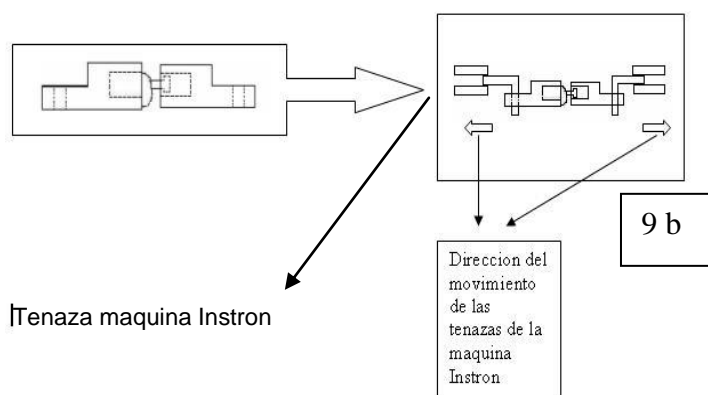 9 b
Direccion del
movimiento
de las
tenazas de la
maquina
Instron
Tenaza maquina Instron